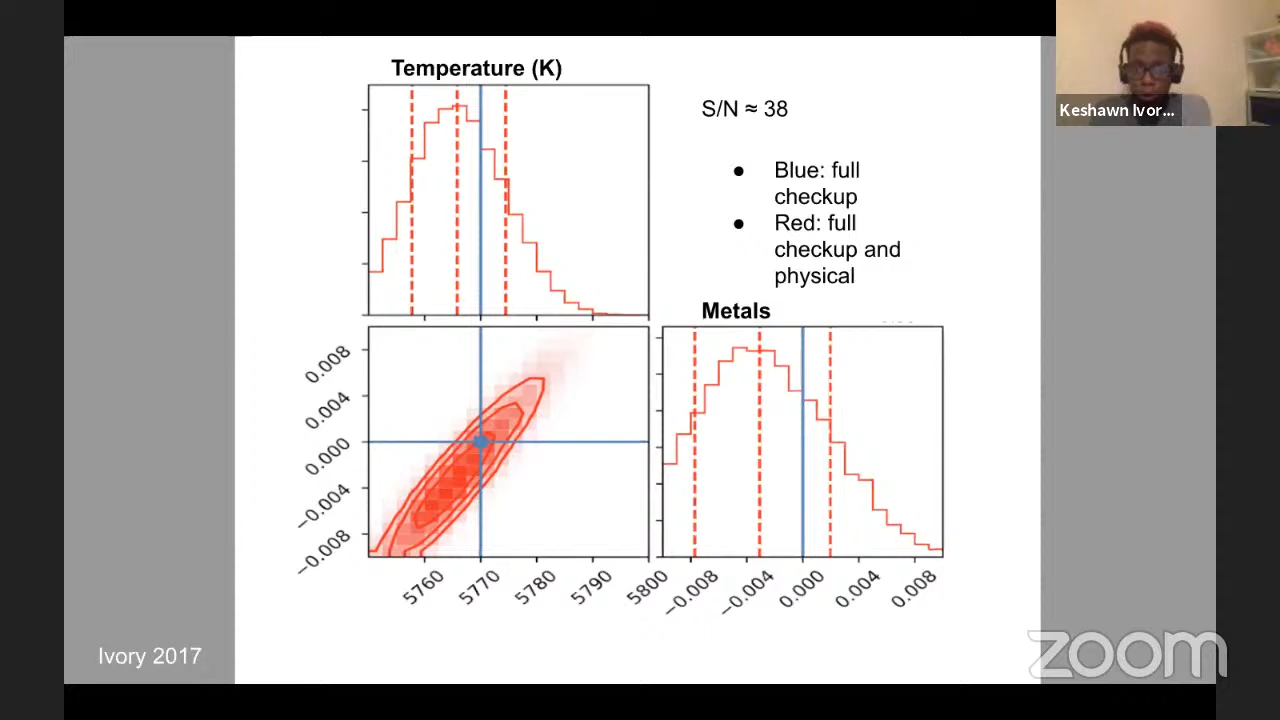 Temperature (K)
S/N ≈ 38
● Blue: full
checkup
● Red: full
checkup and
physical
Metals
0.008
0.004
0.000
−0.004
−0.008
5760
5770
5780
5790
5800
−0.008
−0.004
0.000
0.004
0.008
Keshawn Ivor...
Ivory 2017
zoom